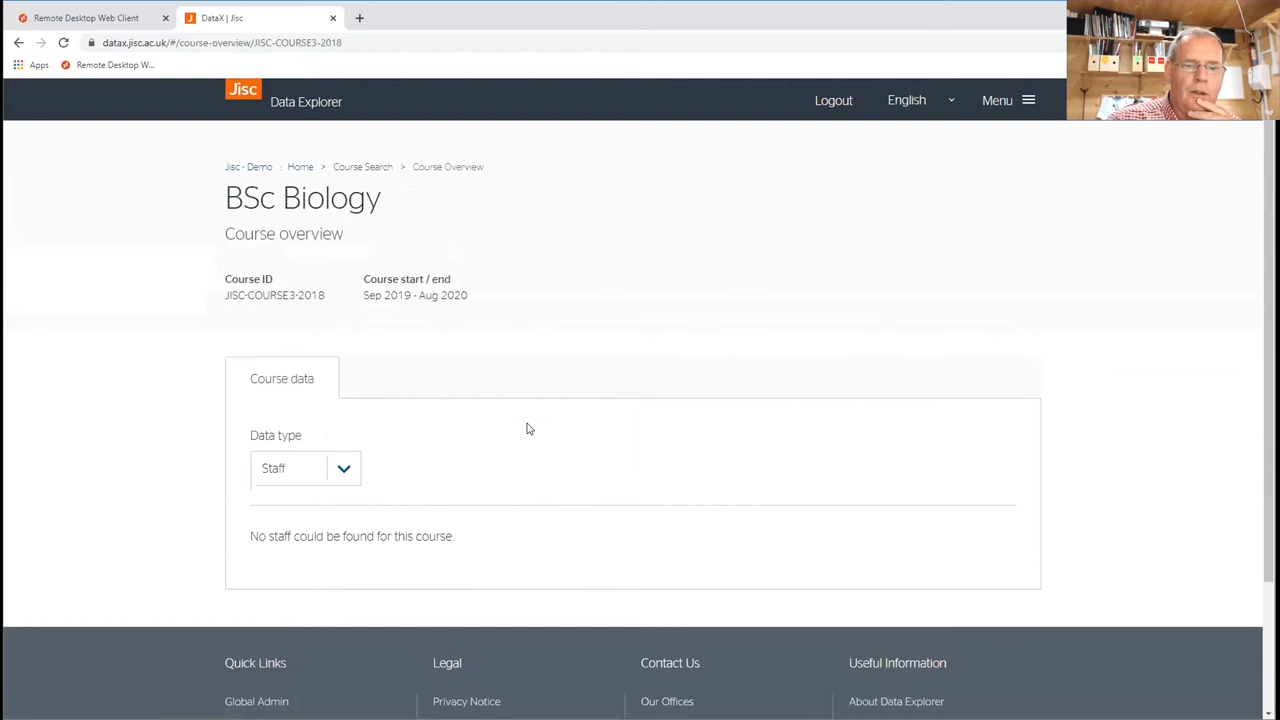 Remote Desktop Web Client
DataX | Jisc
datax.jisc.ac.uk/#/course-overview/JISC-COURSE3-2018
Apps
Remote Desktop W...
Jisc
Data Explorer
Logout
English
Menu
Jisc - Demo : Home > Course Search > Course Overview
BSc Biology
Course overview
Course ID
Course start / end
JISC-COURSE3-2018
Sep 2019 - Aug 2020
Course data
Data type
Staff
No staff could be found for this course.
Quick Links
Legal
Contact Us
Useful Information
Global Admin
Privacy Notice
Our Offices
About Data Explorer